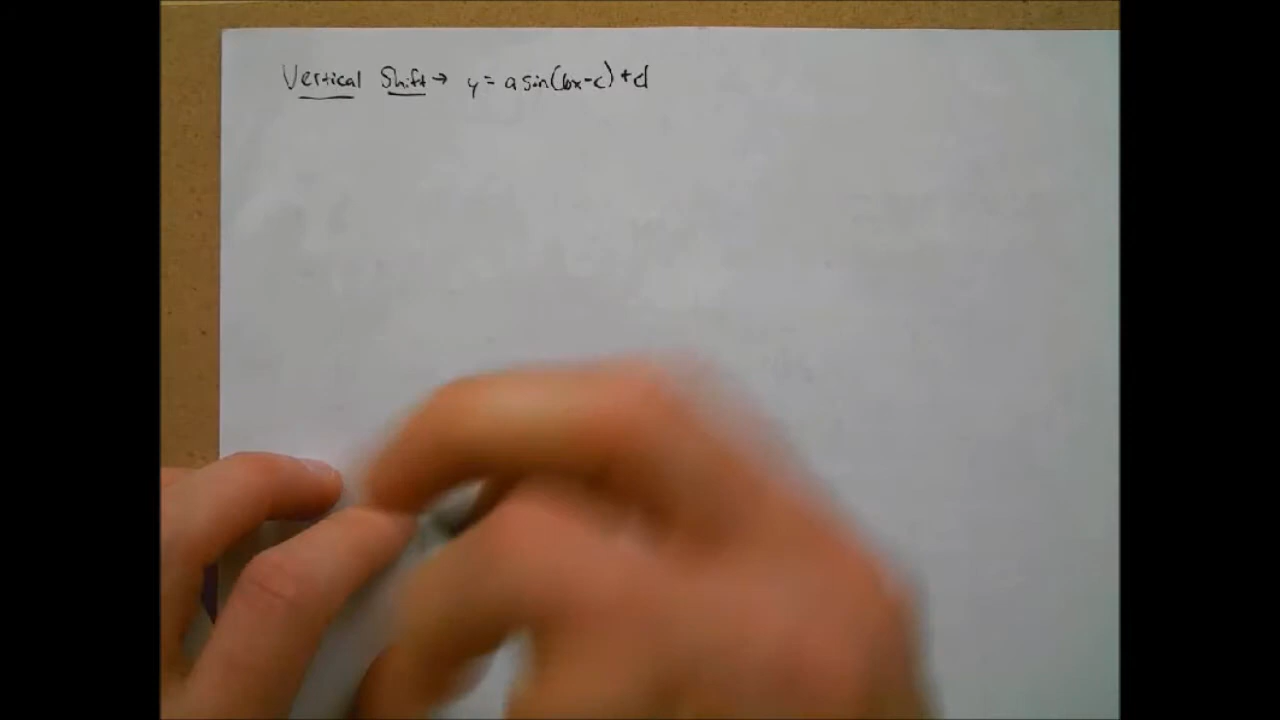 Vertical Shift → y = a sin(bx-c)+d